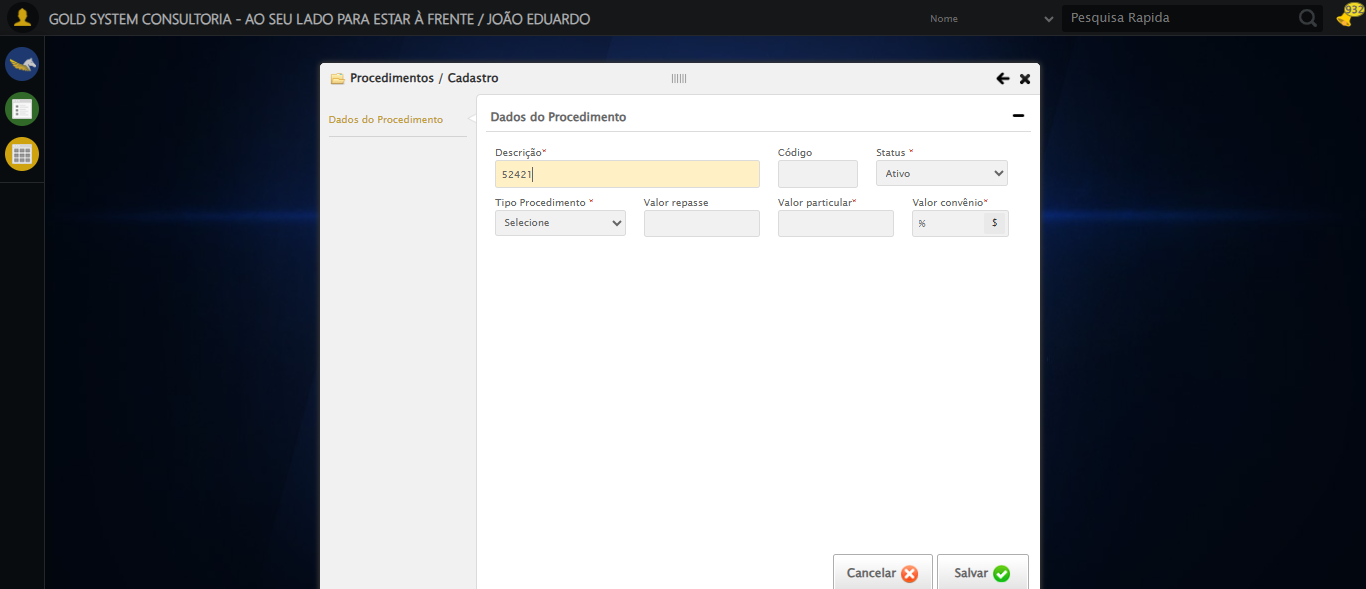 GOLD SYSTEM CONSULTORIA - AO SEU LADO PARA ESTAR À FRENTE / JOÃO EDUARDO
Nome
Pesquisa Rapida
932
Procedimentos / Cadastro
Dados do Procedimento
Dados do Procedimento
Descrição*
Código
Status *
52421
Ativo
Tipo Procedimento *
Valor repasse
Valor particular*
Valor convênio*
Selecione
%
$
Cancelar
Salvar